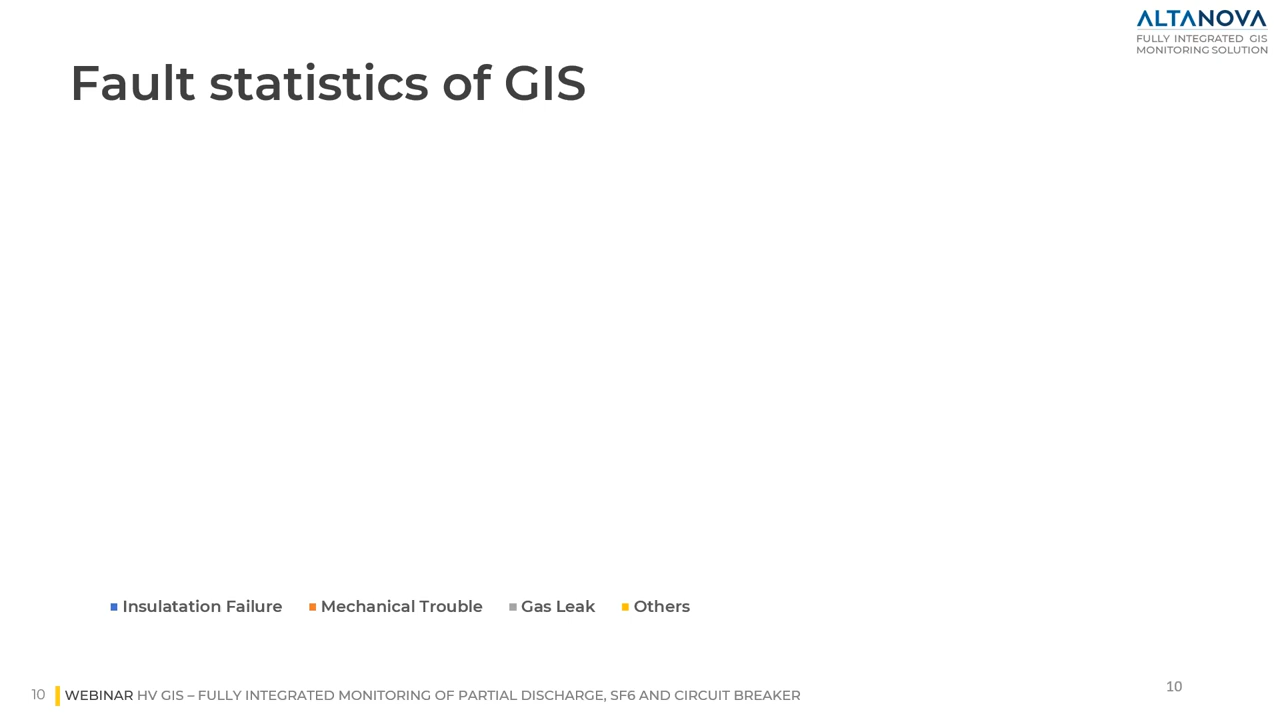 ALTANOVA
FULLY INTEGRATED GIS
MONITORING SOLUTION
Fault statistics of GIS
Insulatation Failure Mechanical Trouble Gas Leak Others
10 WEBINAR HV GIS – FULLY INTEGRATED MONITORING OF PARTIAL DISCHARGE, SF6 AND CIRCUIT BREAKER
10